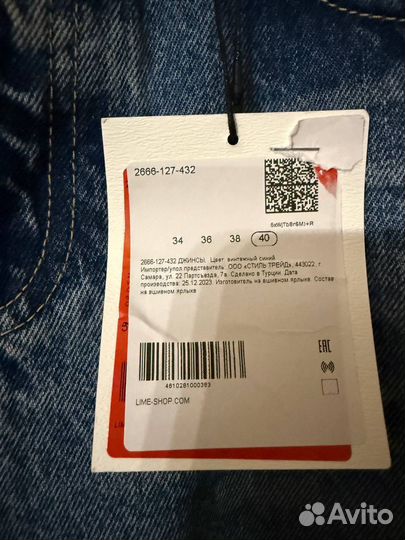 2666-127-432
34 36 38 40
2666-127-432 ДЖИНСЫ. Цвет: винтажный синий
Импортер/упол.представитель: ООО «СТИЛЬ ТРЕЙД», 443022, г.
Самара, ул. 22 Партсъезда, 7а. Сделано в Турции. Дата
производства: 25.12.2023. Изготовитель на вшивном ярлыке. Состав
на вшивном ярлыке
EAC
4610281000363
LIME-SHOP.COM
Avito